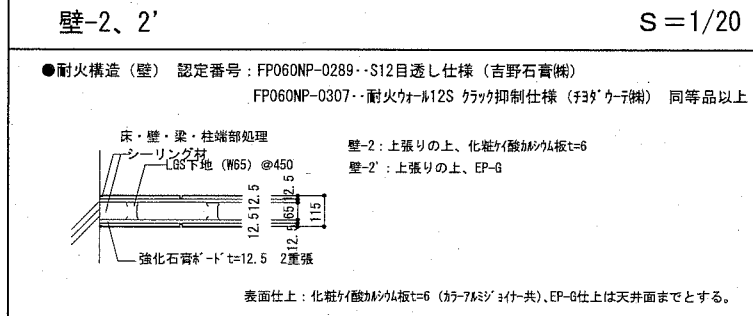 壁-2、2’
S＝1/20
●耐火構造（壁） 認定番号：FP060NP-0289‥S12目透し仕様（吉野石膏㈱）
FP060NP-0307‥耐火ｳｫｰﾙ12S ｸﾗｯｸ抑制仕様（ﾁﾖﾀﾞｳｰﾃ㈱） 同等品以上
床・壁・梁・柱端部処理
シーリング材
LGS下地（W65）@450
壁-2：上張りの上、化粧ｹｲ酸ｶﾙｼｳﾑ板t=6
壁-2’：上張りの上、EP-G
12.5
12.5
65
115
12.5
12.5
強化石膏ﾎﾞｰﾄﾞt=12.5 2重張
表面仕上：化粧ｹｲ酸ｶﾙｼｳﾑ板t=6（ｶﾗｰｱﾙﾐｼﾞｮｲﾅｰ共）、EP-G仕上は天井面までとする。